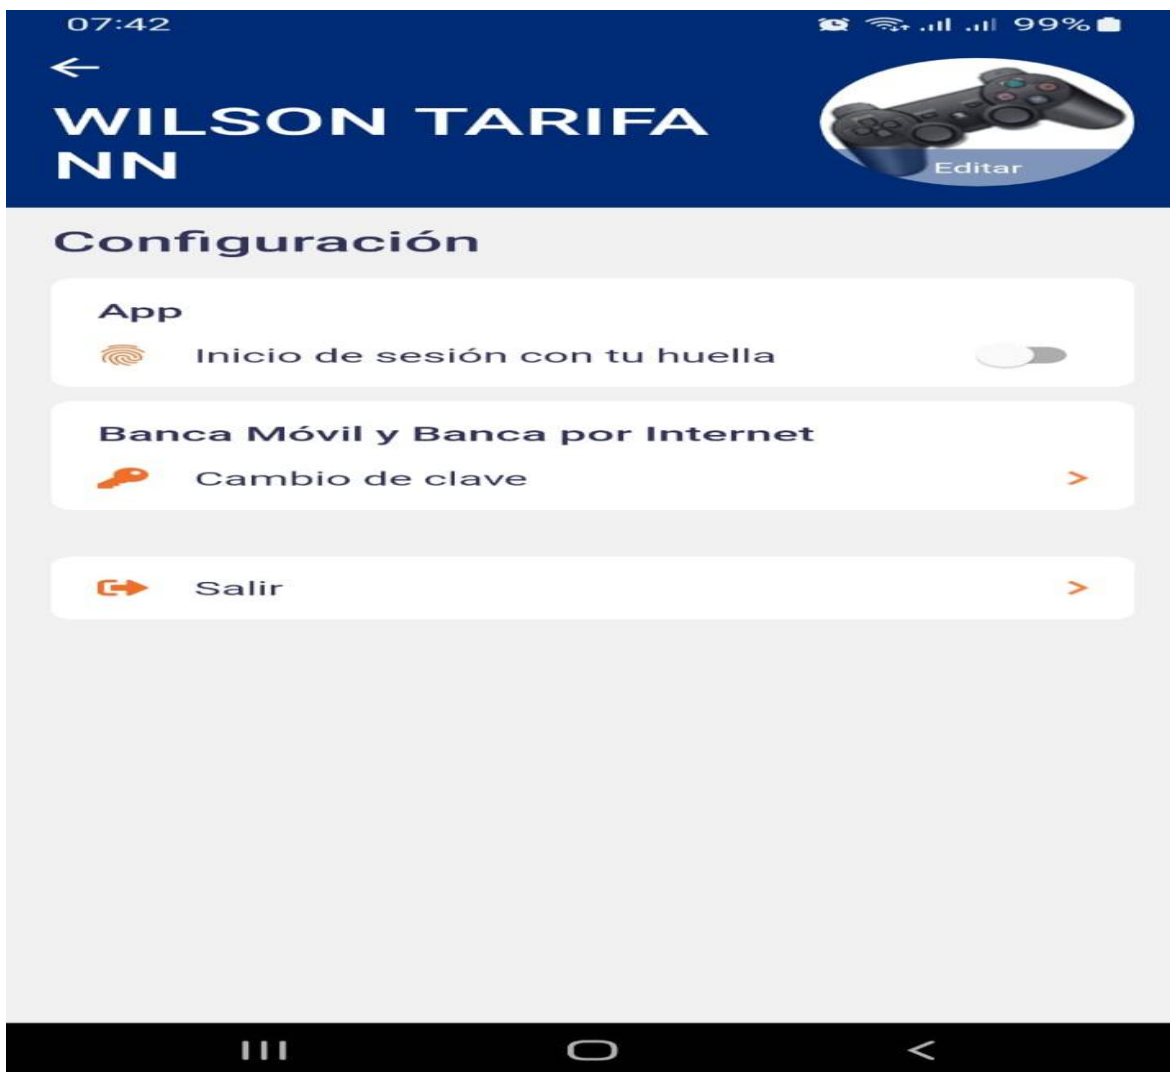 07:42
99%
WILSON TARIFA
NN
Editar
Configuración
App
Inicio de sesión con tu huella
Banca Móvil y Banca por Internet
Cambio de clave
Salir